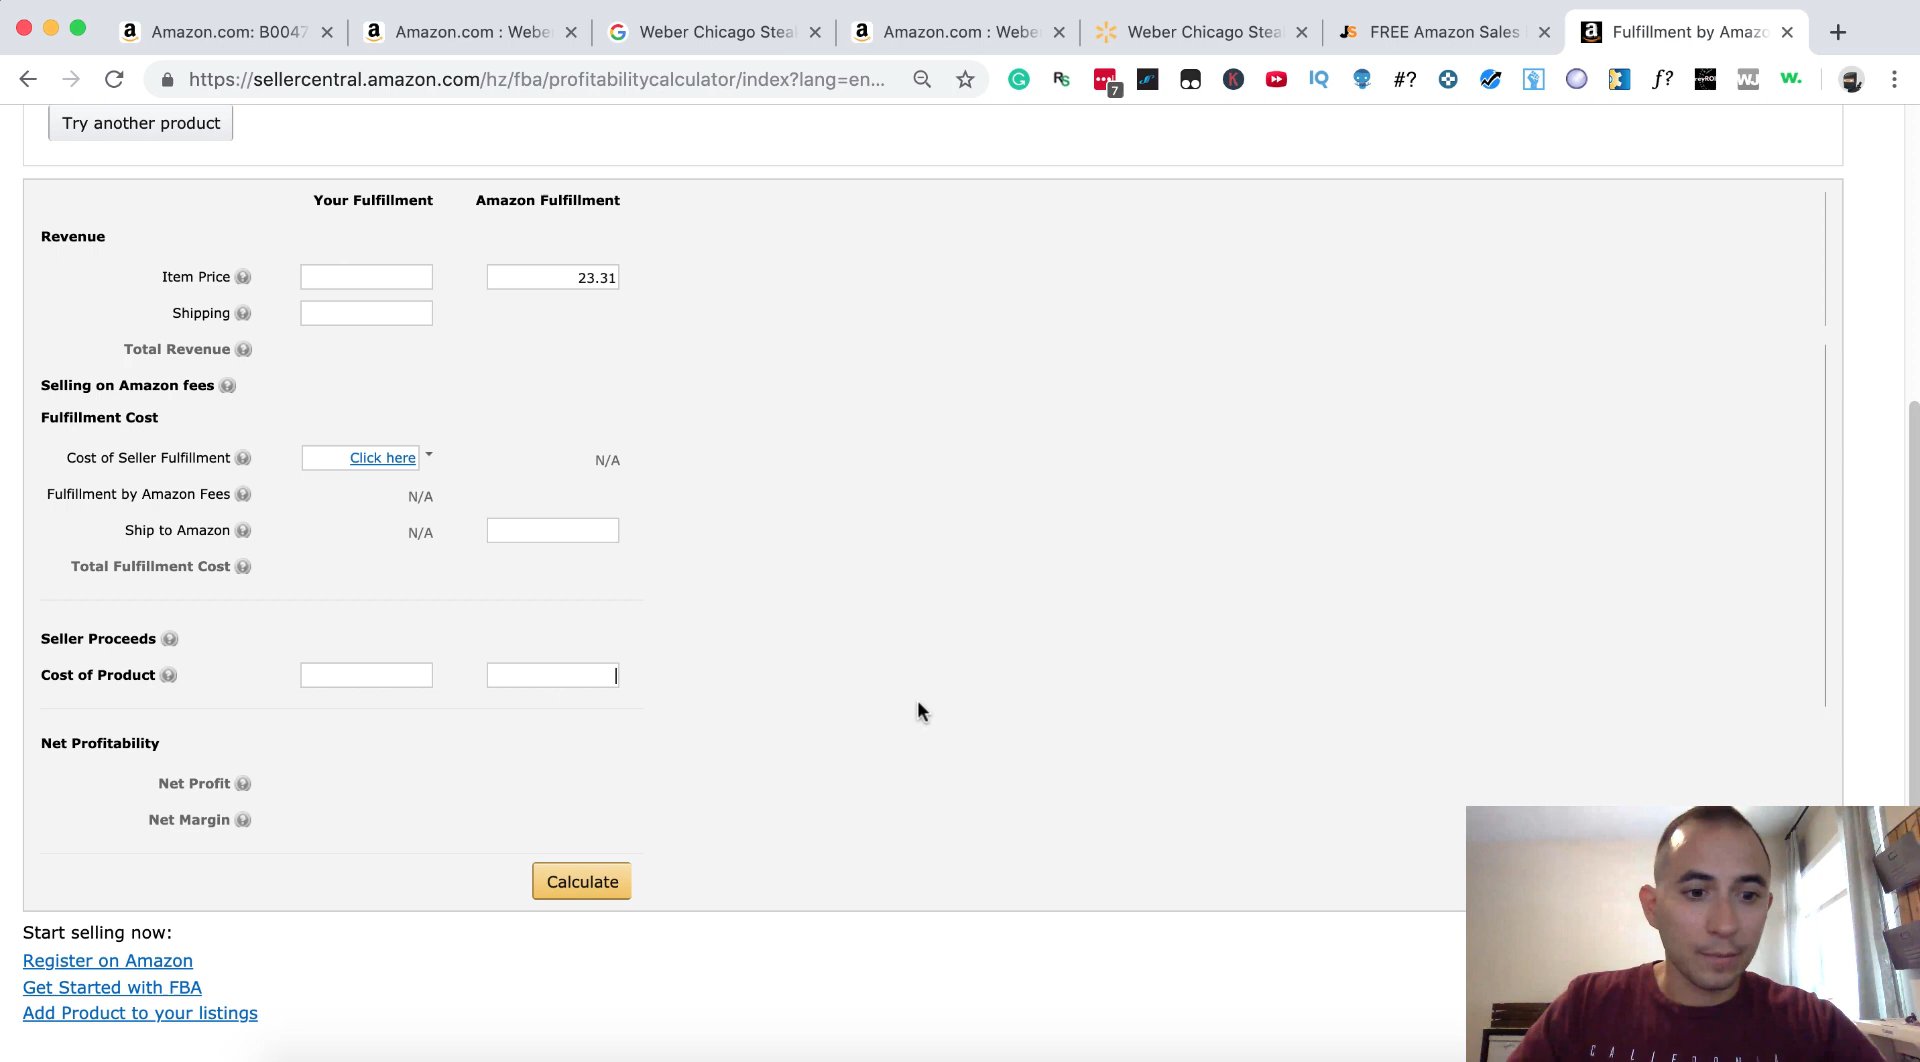 Amazon.com: B0047
Amazon.com : Webe
Weber Chicago Stea
Amazon.com : Webe
Weber Chicago Stea
FREE Amazon Sales
Fulfillment by Amazo
https://sellercentral.amazon.com/hz/fba/profitabilitycalculator/index?lang=en...
7
IQ
#?
f?
WJ
w.
Try another product
Your Fulfillment
Amazon Fulfillment
Revenue
Item Price
23.31
Shipping
Total Revenue
Selling on Amazon fees
Fulfillment Cost
Cost of Seller Fulfillment
Click here
N/A
Fulfillment by Amazon Fees
N/A
Ship to Amazon
N/A
Total Fulfillment Cost
Seller Proceeds
Cost of Product
Net Profitability
Net Profit
Net Margin
Calculate
Start selling now:
Register on Amazon
Get Started with FBA
Add Product to your listings